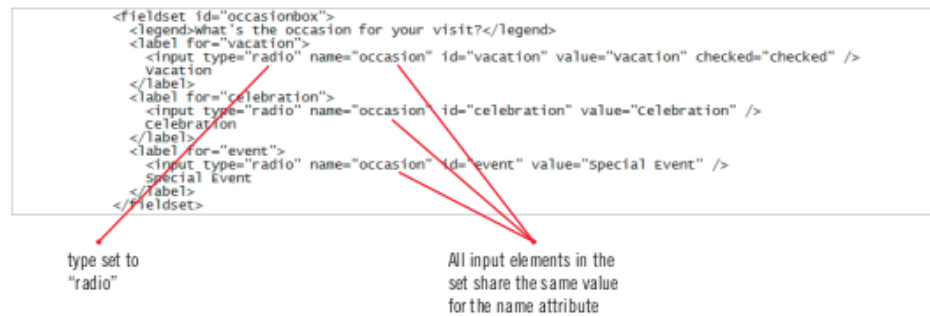 <fieldset id="occasionbox">
<legend>What's the occasion for your visit?</legend>
<label for="vacation">
<input type="radio" name="occasion" id="vacation" value="Vacation" checked="checked" />
Vacation
</label>
<label for="celebration">
<input type="radio" name="occasion" id="celebration" value="Celebration" />
Celebration
</label>
<label for="event">
<input type="radio" name="occasion" id="event" value="Special Event" />
Special Event
</label>
</fieldset>
type set to
“radio”
All input elements in the
set share the same value
for the name attribute